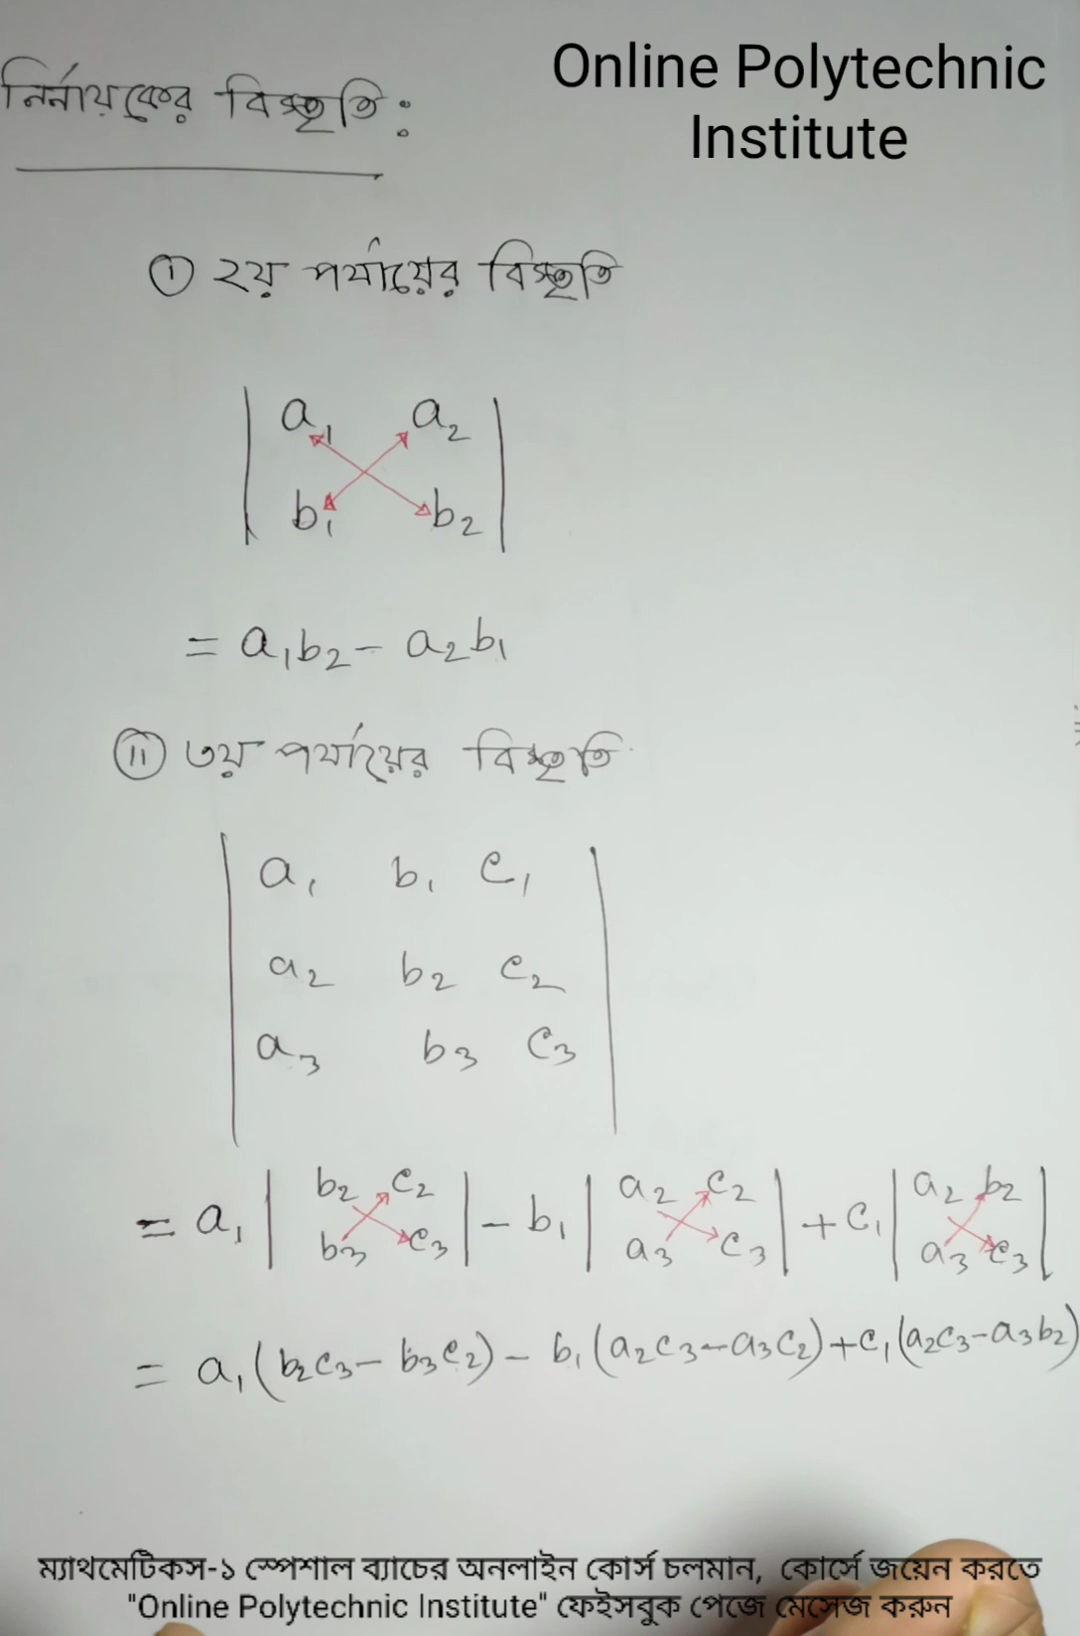 Online Polytechnic
Institute
নির্নায়কের বিস্তৃতি:
(i) ২য় পর্যায়ের বিস্তৃতি
| a₁ a₂ |
| b₁ b₂ |
= a₁b₂ - a₂b₁
(ii) ৩য় পর্যায়ের বিস্তৃতি
| a₁ b₁ c₁ |
| a₂ b₂ c₂ |
| a₃ b₃ c₃ |
= a₁ | b₂ c₂ | - b₁ | a₂ c₂ | + c₁ | a₂ b₂ |
| b₃ c₃ | | a₃ c₃ | | a₃ c₃ |
= a₁(b₂c₃ - b₃c₂) - b₁(a₂c₃ - a₃c₂) + c₁(a₂c₃ - a₃b₂)
ম্যাথমেটিকস-১ স্পেশাল ব্যাচের অনলাইন কোর্স চলমান, কোর্সে জয়েন করতে
"Online Polytechnic Institute" ফেইসবুক পেজে মেসেজ করুন